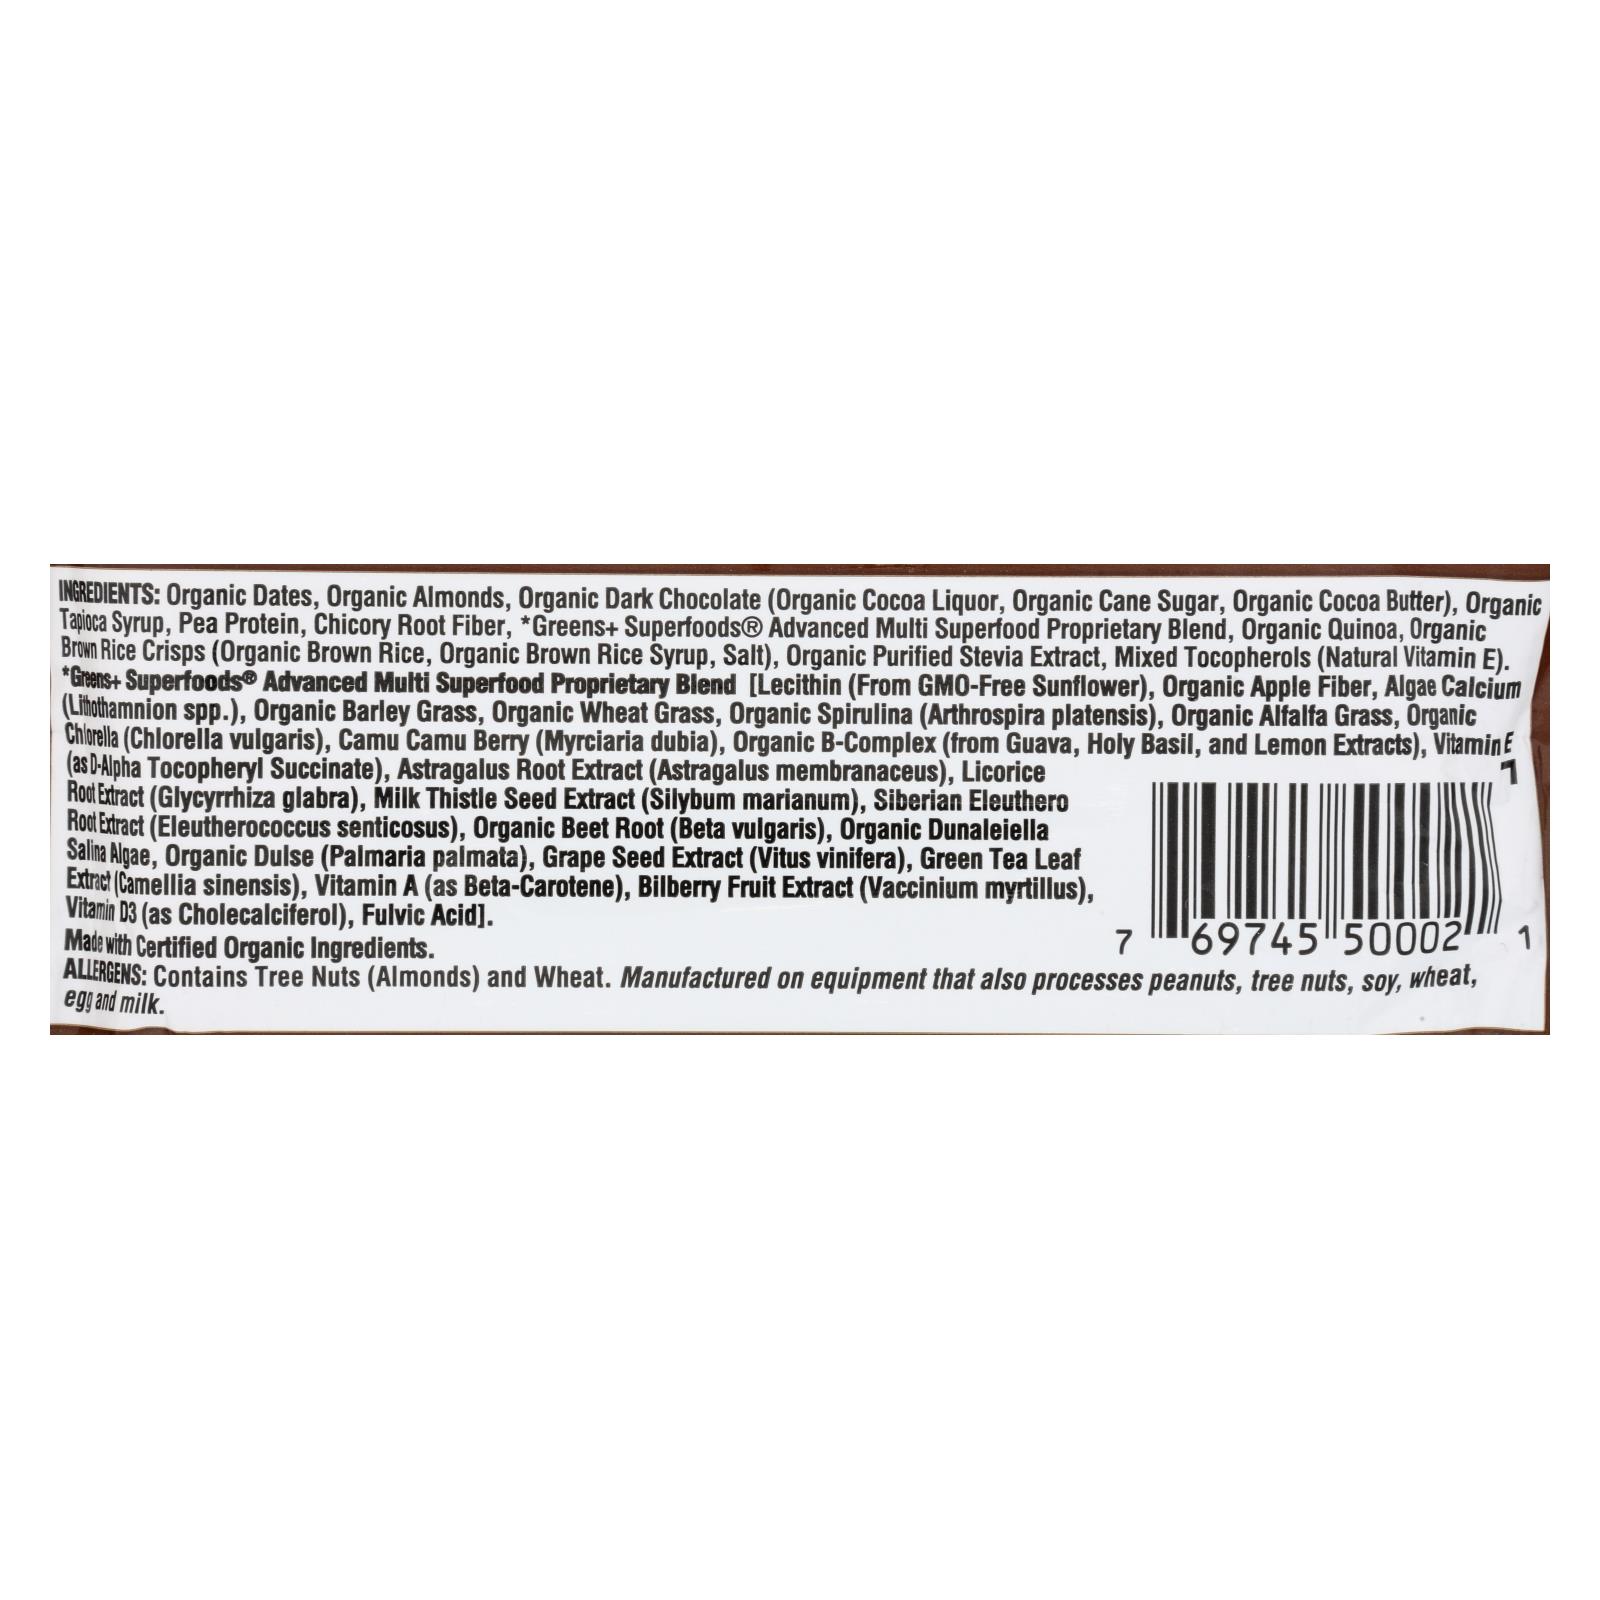 INGREDIENTS: Organic Dates, Organic Almonds, Organic Dark Chocolate (Organic Cocoa Liquor, Organic Cane Sugar, Organic Cocoa Butter), Organic
Tapioca Syrup, Pea Protein, Chicory Root Fiber, *Greens+ Superfoods® Advanced Multi Superfood Proprietary Blend, Organic Quinoa, Organic
Brown Rice Crisps (Organic Brown Rice, Organic Brown Rice Syrup, Salt), Organic Purified Stevia Extract, Mixed Tocopherols (Natural Vitamin E).
*Greens+ Superfoods® Advanced Multi Superfood Proprietary Blend [Lecithin (From GMO-Free Sunflower), Organic Apple Fiber, Algae Calcium
(Lithothamnion spp.), Organic Barley Grass, Organic Wheat Grass, Organic Spirulina (Arthrospira platensis), Organic Alfalfa Grass, Organic
Chlorella (Chlorella vulgaris), Camu Camu Berry (Myrciaria dubia), Organic B-Complex (from Guava, Holy Basil, and Lemon Extracts), Vitamin E
(as D-Alpha Tocopheryl Succinate), Astragalus Root Extract (Astragalus membranaceus), Licorice
Root Extract (Glycyrrhiza glabra), Milk Thistle Seed Extract (Silybum marianum), Siberian Eleuthero
Root Extract (Eleutherococcus senticosus), Organic Beet Root (Beta vulgaris), Organic Dunaleiella
Salina Algae, Organic Dulse (Palmaria palmata), Grape Seed Extract (Vitus vinifera), Green Tea Leaf
Extract (Camellia sinensis), Vitamin A (as Beta-Carotene), Bilberry Fruit Extract (Vaccinium myrtillus),
Vitamin D3 (as Cholecalciferol), Fulvic Acid].
7 69745 50002 1
Made with Certified Organic Ingredients.
ALLERGENS: Contains Tree Nuts (Almonds) and Wheat. Manufactured on equipment that also processes peanuts, tree nuts, soy, wheat,
egg and milk.